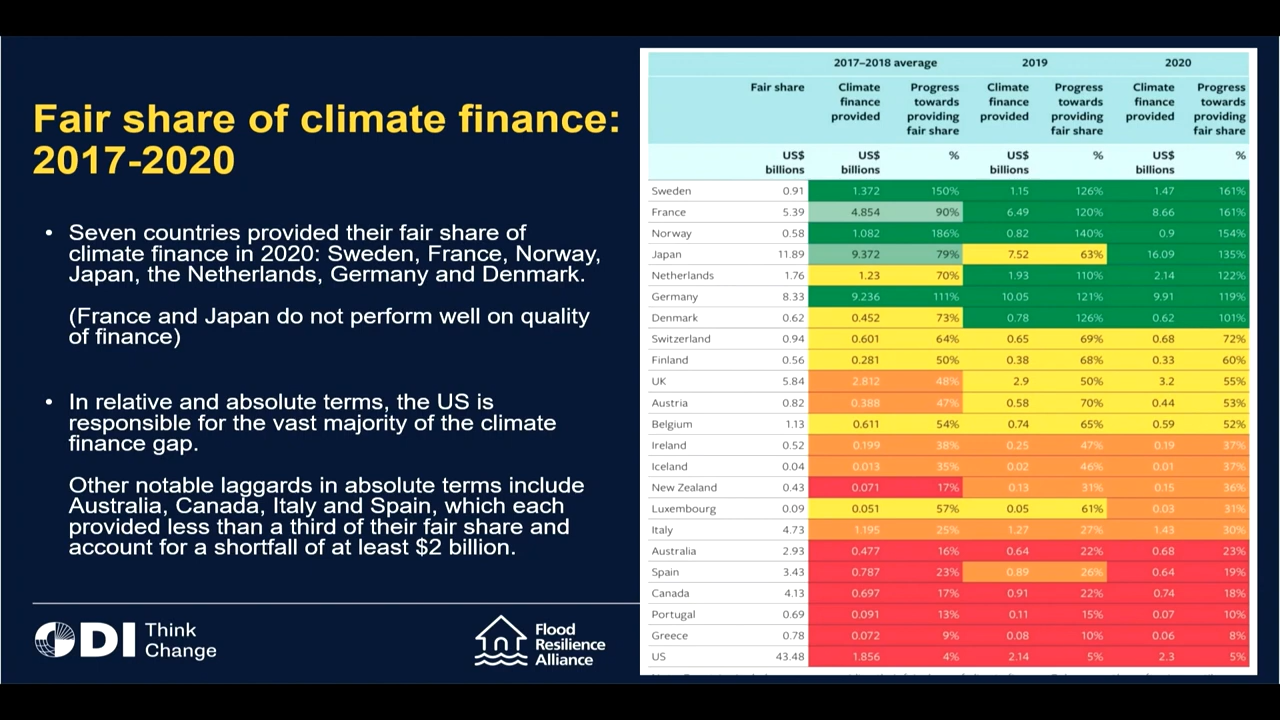 Fair share of climate finance:
2017-2020
• Seven countries provided their fair share of
climate finance in 2020: Sweden, France, Norway,
Japan, the Netherlands, Germany and Denmark.
(France and Japan do not perform well on quality
of finance)
• In relative and absolute terms, the US is
responsible for the vast majority of the climate
finance gap.
Other notable laggards in absolute terms include
Australia, Canada, Italy and Spain, which each
provided less than a third of their fair share and
account for a shortfall of at least $2 billion.
ODI Think
Change
Flood
Resilience
Alliance
2017–2018 average 2019 2020
Fair share Climate Progress Climate Progress Climate Progress
finance towards finance towards finance towards
provided providing provided providing provided providing
fair share fair share fair share
US$ US$ % US$ % US$ %
billions billions billions billions
Sweden 0.91 1.372 150% 1.15 126% 1.47 161%
France 5.39 4.854 90% 6.49 120% 8.66 161%
Norway 0.58 1.082 186% 0.82 140% 0.9 154%
Japan 11.89 9.372 79% 7.52 63% 16.09 135%
Netherlands 1.76 1.23 70% 1.93 110% 2.14 122%
Germany 8.33 9.236 111% 10.05 121% 9.91 119%
Denmark 0.62 0.452 73% 0.78 126% 0.62 101%
Switzerland 0.94 0.601 64% 0.65 69% 0.68 72%
Finland 0.56 0.281 50% 0.38 68% 0.33 60%
UK 5.84 2.812 48% 2.9 50% 3.2 55%
Austria 0.82 0.388 47% 0.58 70% 0.44 53%
Belgium 1.13 0.611 54% 0.74 65% 0.59 52%
Ireland 0.52 0.199 38% 0.25 47% 0.19 37%
Iceland 0.04 0.013 35% 0.02 46% 0.01 37%
New Zealand 0.43 0.071 17% 0.13 31% 0.15 36%
Luxembourg 0.09 0.051 57% 0.05 61% 0.03 31%
Italy 4.73 1.195 25% 1.27 27% 1.43 30%
Australia 2.93 0.477 16% 0.64 22% 0.68 23%
Spain 3.43 0.787 23% 0.89 26% 0.64 19%
Canada 4.13 0.697 17% 0.91 22% 0.74 18%
Portugal 0.69 0.091 13% 0.11 15% 0.07 10%
Greece 0.78 0.072 9% 0.08 10% 0.06 8%
US 43.48 1.856 4% 2.14 5% 2.3 5%